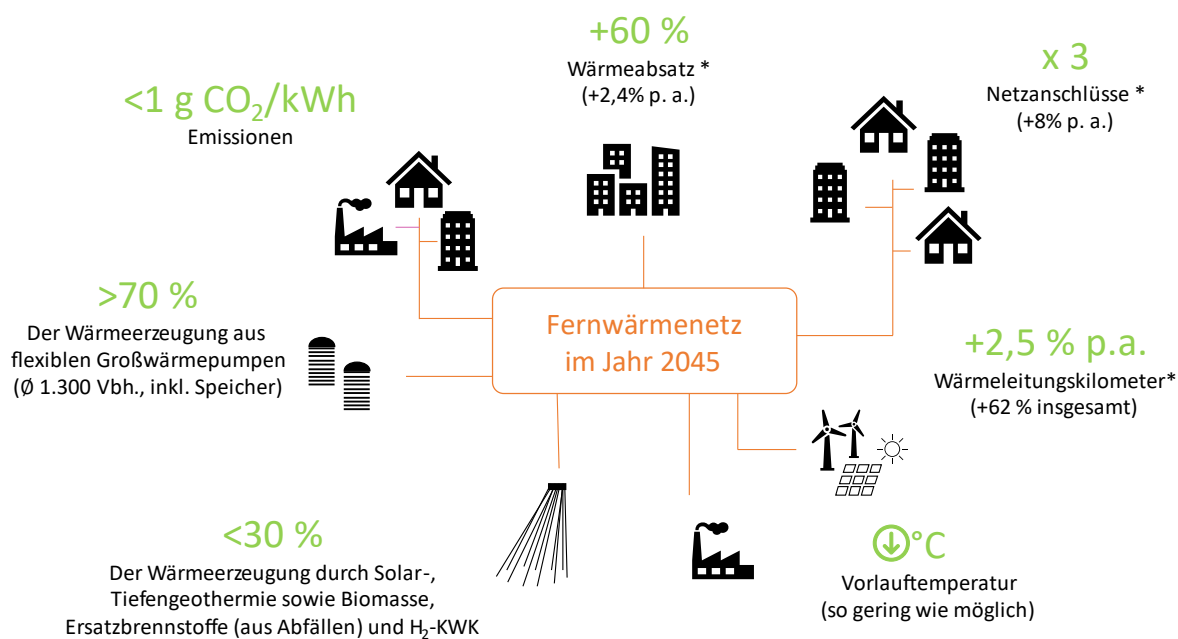 +60 %
Wärmeabsatz *
(+2,4% p. a.)
x 3
Netzanschlüsse *
(+8% p. a.)
<1 g CO₂/kWh
Emissionen
>70 %
Der Wärmeerzeugung aus
flexiblen Großwärmepumpen
(Ø 1.300 Vbh., inkl. Speicher)
Fernwärmenetz
im Jahr 2045
+2,5 % p.a.
Wärmeleitungskilometer*
(+62 % insgesamt)
<30 %
Der Wärmeerzeugung durch Solar-,
Tiefengeothermie sowie Biomasse,
Ersatzbrennstoffe (aus Abfällen) und H₂-KWK
°C
Vorlauftemperatur
(so gering wie möglich)